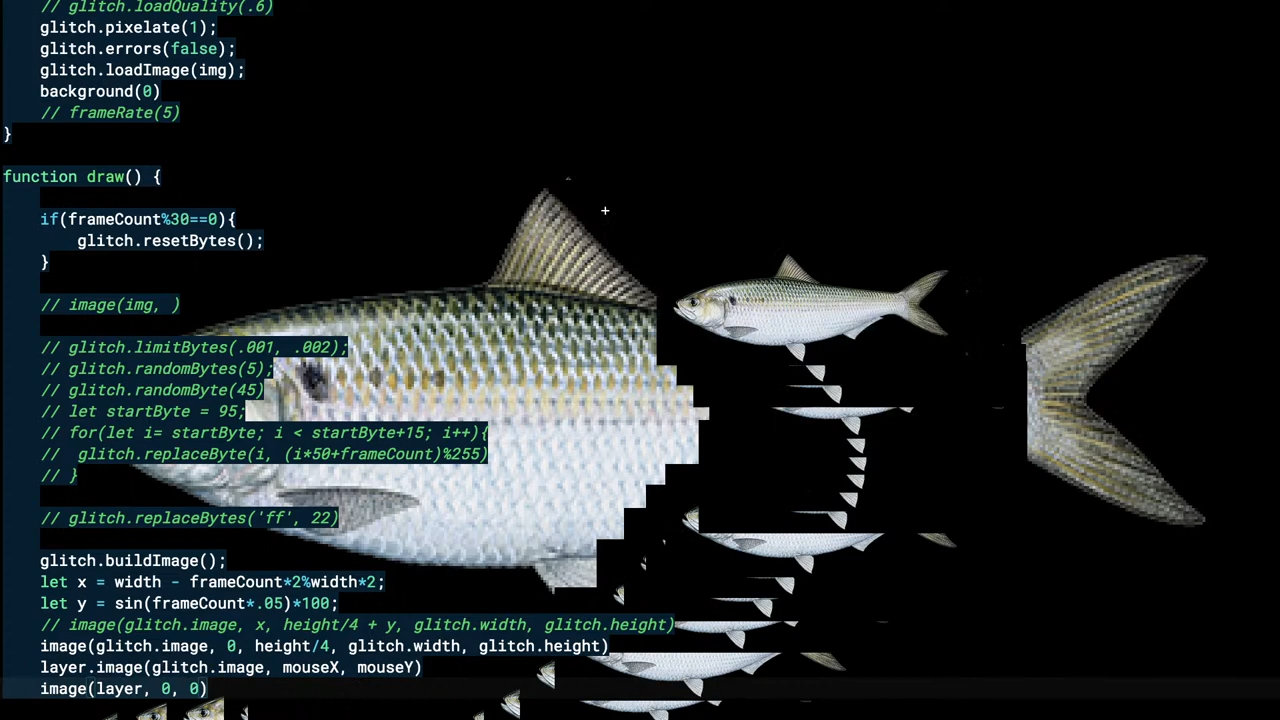 // glitch.loadQuality(.6)
glitch.pixelate(1);
glitch.errors(false);
glitch.loadImage(img);
background(0)
// frameRate(5)
}
function draw() {
if(frameCount%30==0){
glitch.resetBytes();
}
// image(img, )
// glitch.limitBytes(.001, .002);
// glitch.randomBytes(5);
// glitch.randomByte(45)
// let startByte = 95;
// for(let i= startByte; i < startByte+15; i++){
//  glitch.replaceByte(i, (i*50+frameCount)%255)
// }
// glitch.replaceBytes('ff', 22)
glitch.buildImage();
let x = width - frameCount*2%width*2;
let y = sin(frameCount*.05)*100;
// image(glitch.image, x, height/4 + y, glitch.width, glitch.height)
image(glitch.image, 0, height/4, glitch.width, glitch.height)
layer.image(glitch.image, mouseX, mouseY)
image(layer, 0, 0)